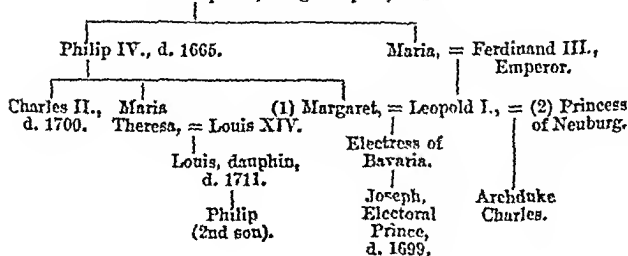 Philip IV., d. 1665. Maria, = Ferdinand III.,
Emperor.
Charles II., Maria (1) Margaret, = Leopold I., = (2) Princess
d. 1700. Theresa, = Louis XIV. of Neuburg.
Electress of
Louis, dauphin, Bavaria.
d. 1711.
Joseph, Archduke
Philip Electoral Charles.
(2nd son). Prince,
d. 1699.